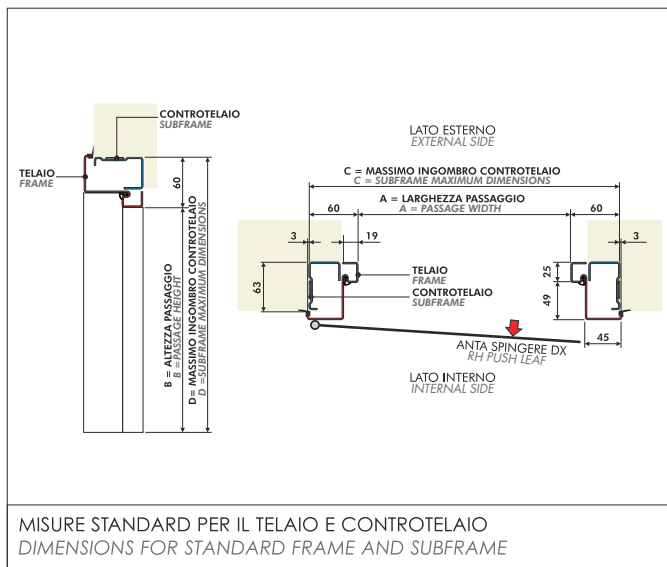 CONTROTELAIO
SUBFRAME
TELAIO
FRAME
60
B = ALTEZZA PASSAGGIO
B = PASSAGE HEIGHT
D= MASSIMO INGOMBRO CONTROTELAIO
D =SUBFRAME MAXIMUM DIMENSIONS
LATO ESTERNO
EXTERNAL SIDE
C = MASSIMO INGOMBRO CONTROTELAIO
C = SUBFRAME MAXIMUM DIMENSIONS
60
A = LARGHEZZA PASSAGGIO
A = PASSAGE WIDTH
60
3
19
3
63
TELAIO
FRAME
CONTROTELAIO
SUBFRAME
25
49
45
ANTA SPINGERE DX
RH PUSH LEAF
LATO INTERNO
INTERNAL SIDE
MISURE STANDARD PER IL TELAIO E CONTROTELAIO
DIMENSIONS FOR STANDARD FRAME AND SUBFRAME